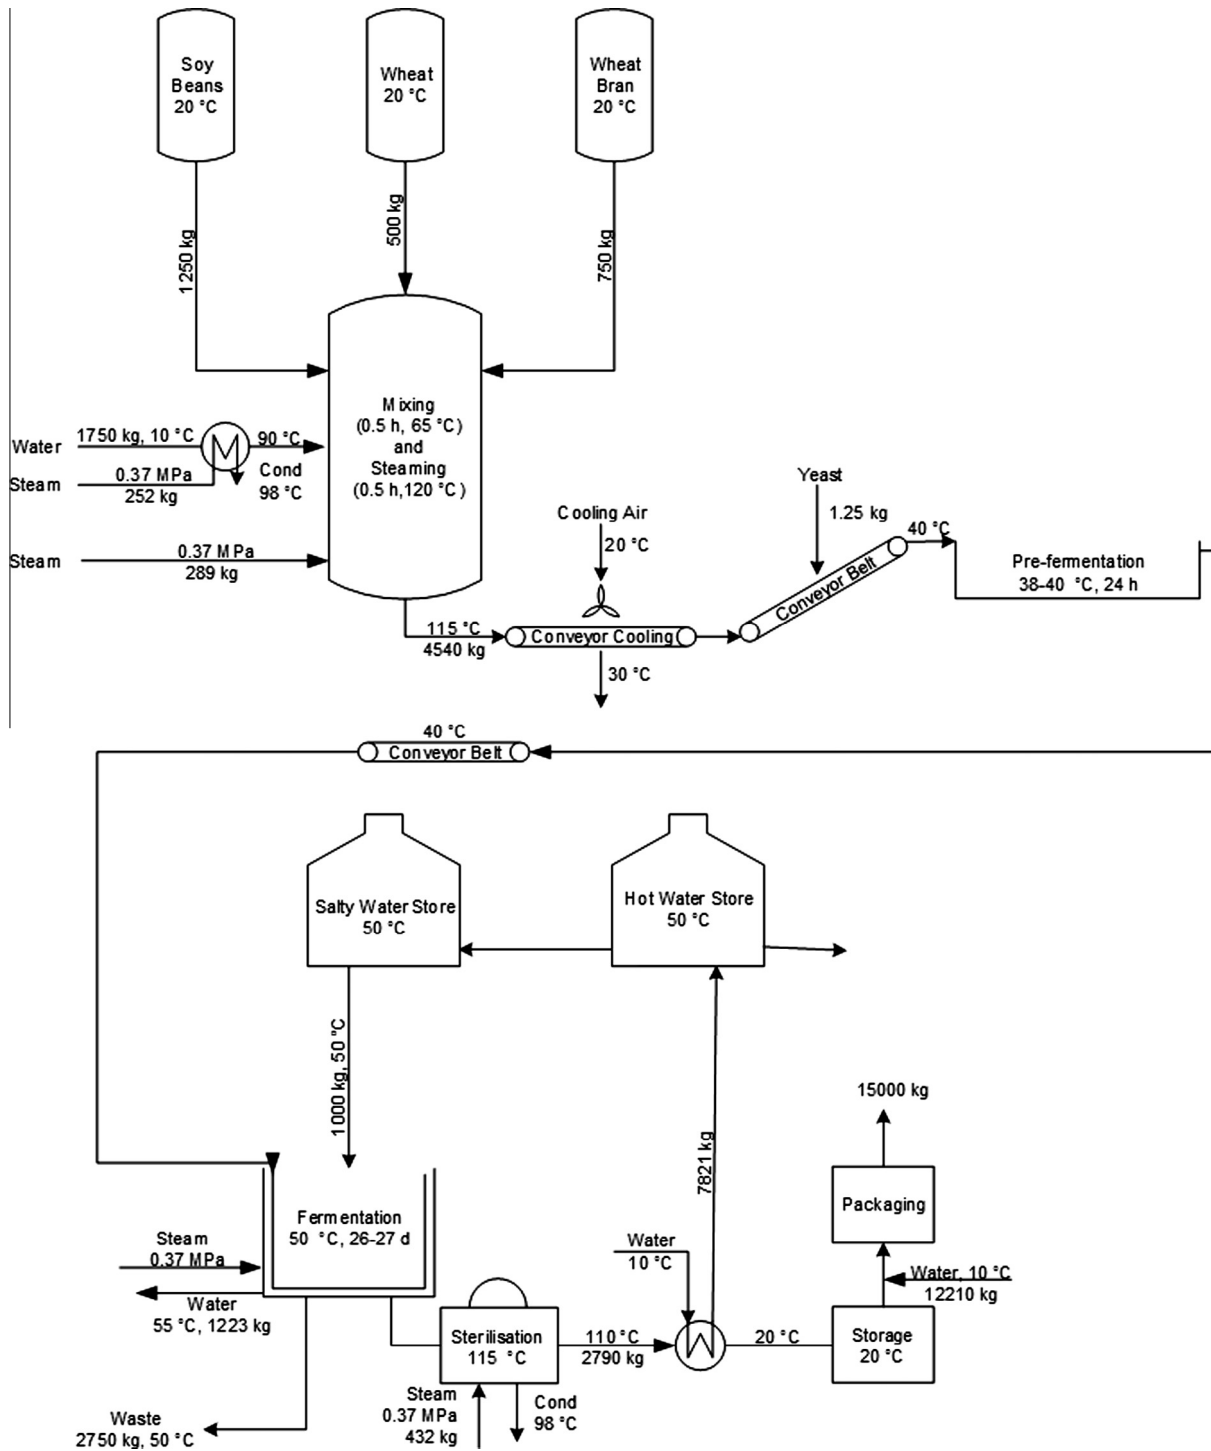 Soy
Beans
20 °C
Wheat
20 °C
Wheat
Bran
20 °C
1250 kg
500 kg
750 kg
Mixing
(0.5 h, 65 °C)
and
Steaming
(0.5 h,120 °C)
Water
1750 kg, 10 °C
90 °C
Steam
0.37 MPa
252 kg
Cond
98 °C
Steam
0.37 MPa
289 kg
115 °C
4540 kg
Cooling Air
20 °C
Conveyor Cooling
30 °C
Yeast
1.25 kg
Conveyor Belt
40 °C
Pre-fermentation
38-40 °C, 24 h
40 °C
Conveyor Belt
Salty Water Store
50 °C
Hot Water Store
50 °C
1000 kg, 50 °C
7821 kg
15000 kg
Packaging
Water, 10 °C
12210 kg
Fermentation
50 °C, 26-27 d
Steam
0.37 MPa
Water
55 °C, 1223 kg
Waste
2750 kg, 50 °C
Sterilisation
115 °C
Steam
0.37 MPa
432 kg
Cond
98 °C
110 °C
2790 kg
Water
10 °C
20 °C
Storage
20 °C